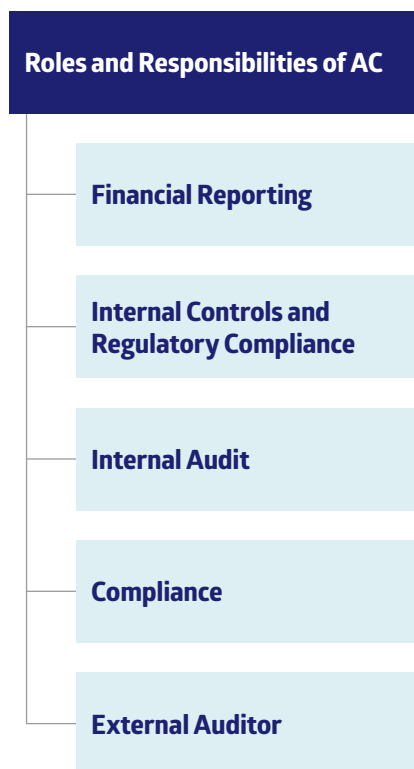 Roles and Responsibilities of AC
Financial Reporting
Internal Controls and
Regulatory Compliance
Internal Audit
Compliance
External Auditor